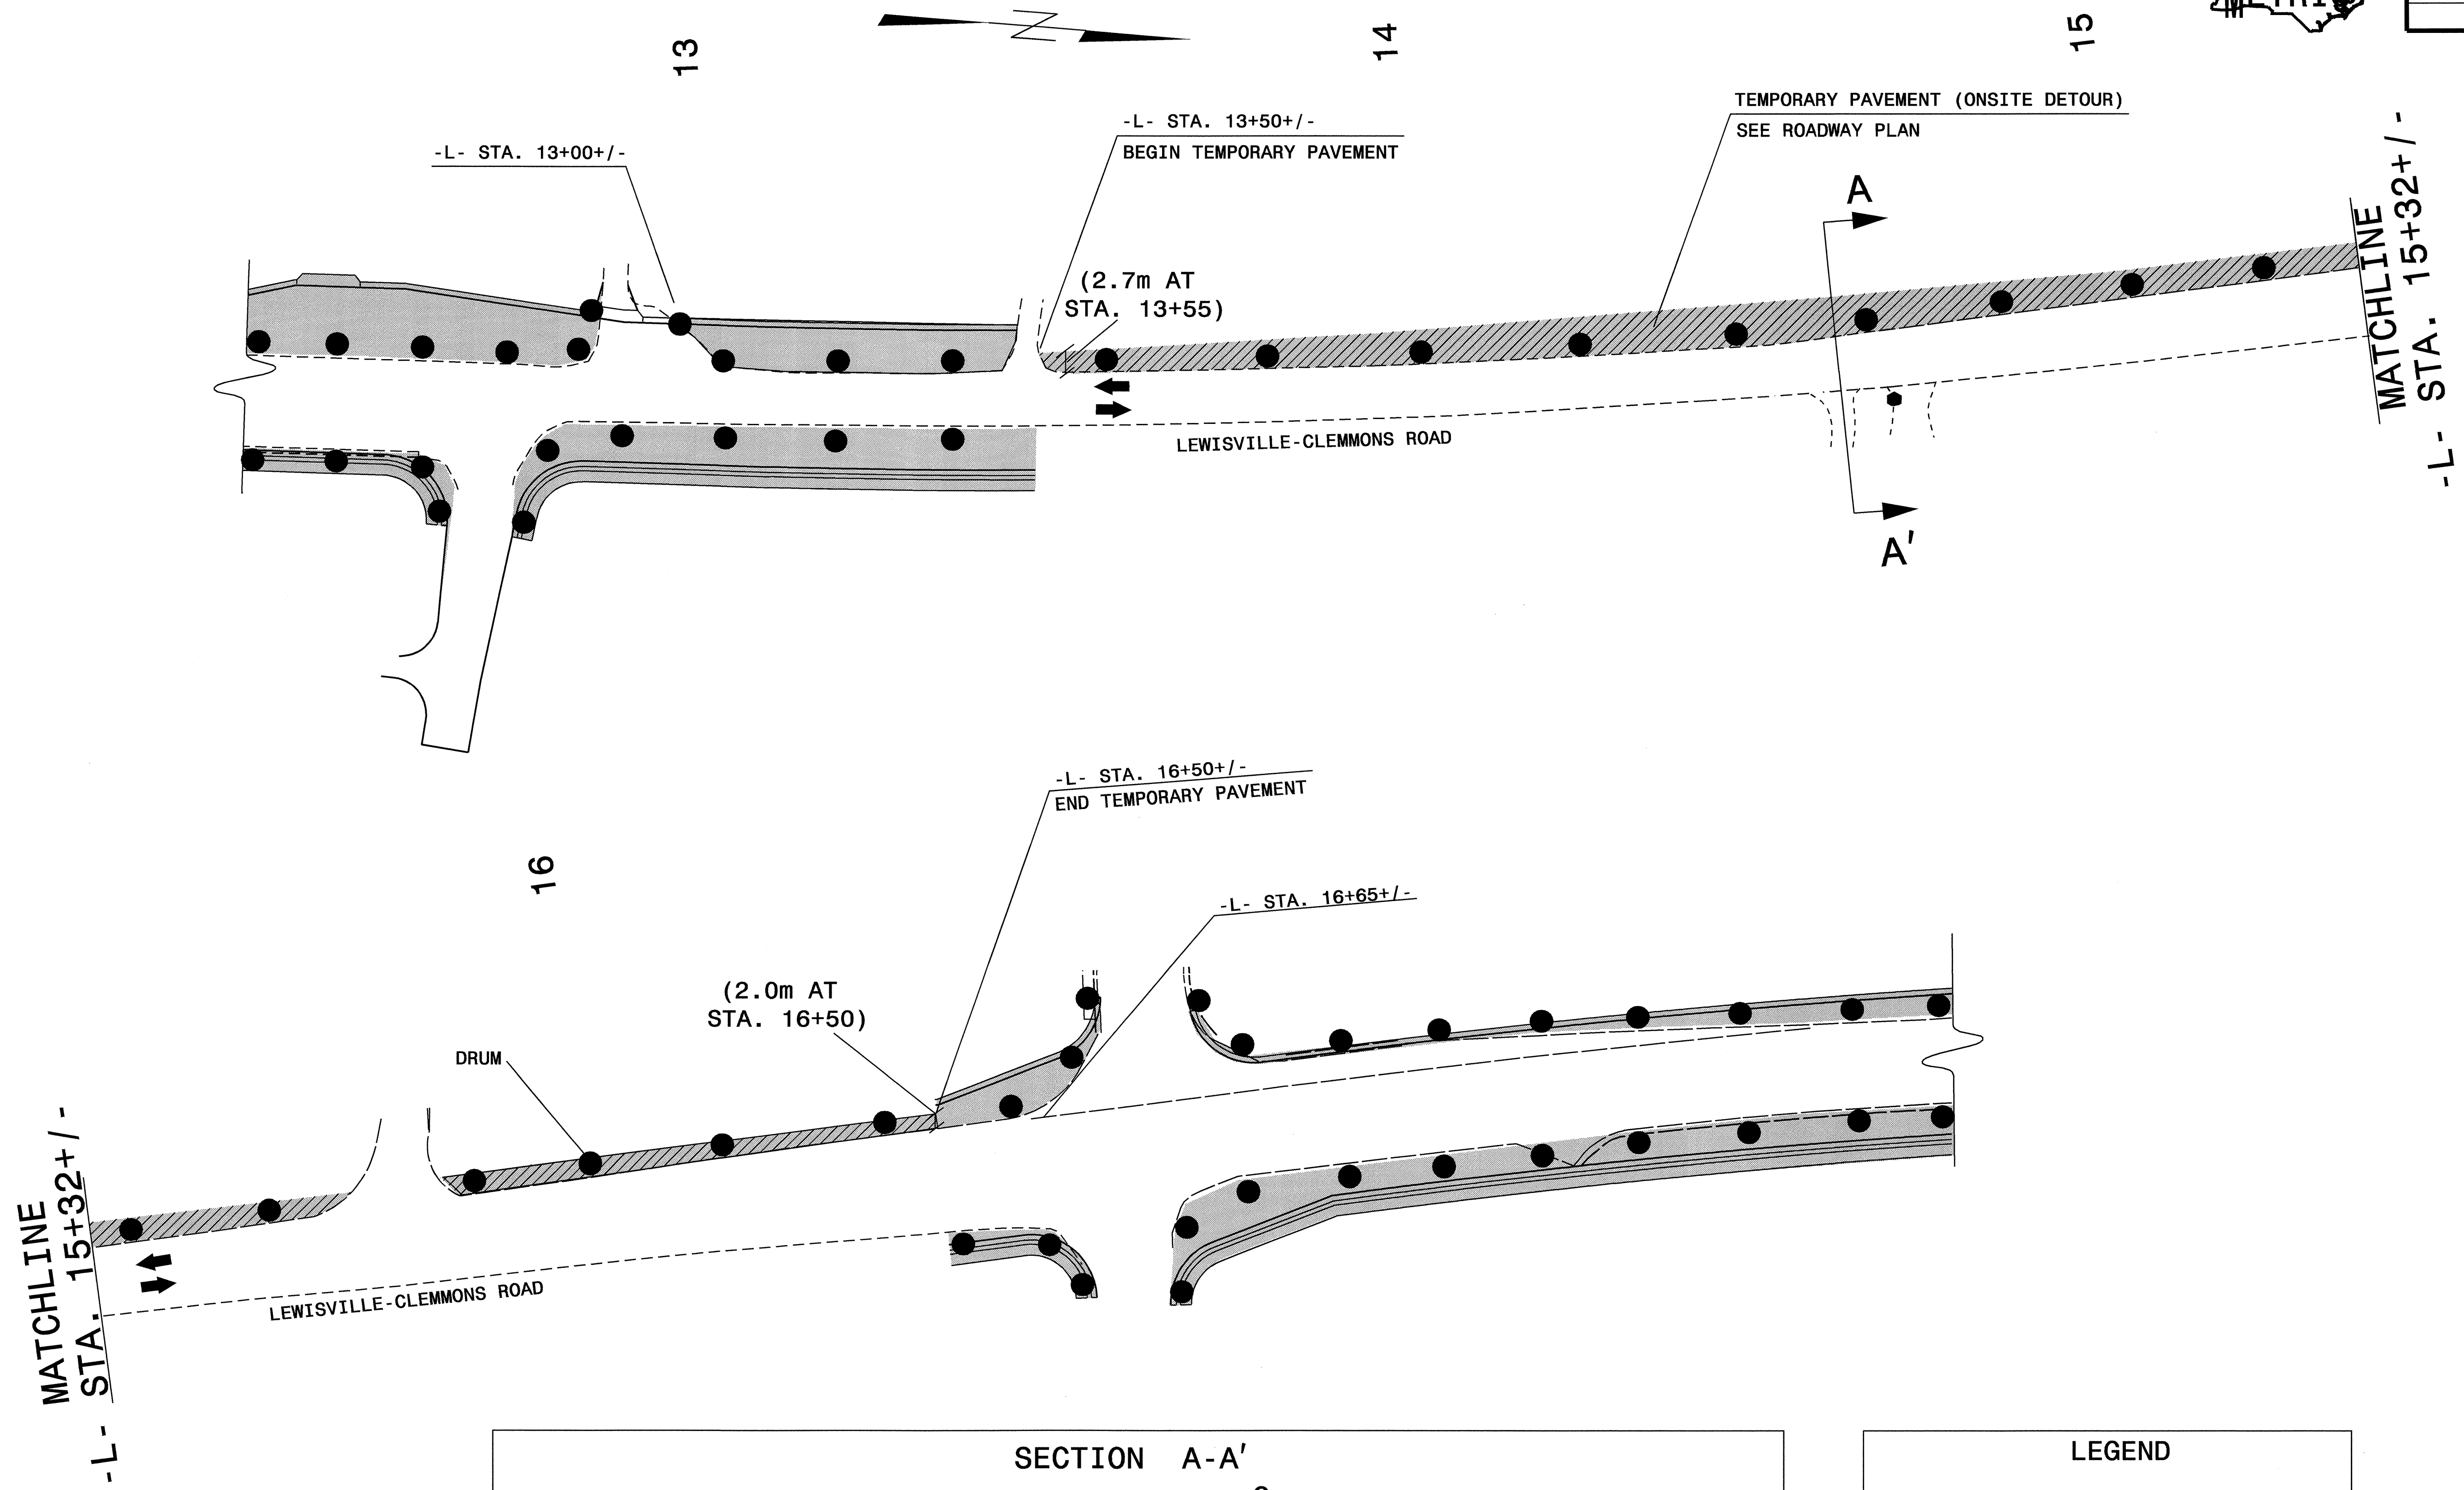 13
14
15
-L- STA. 13+00+/-
-L- STA. 13+50+/-
BEGIN TEMPORARY PAVEMENT
TEMPORARY PAVEMENT (ONSITE DETOUR)
SEE ROADWAY PLAN
A
(2.7m AT
STA. 13+55)
LEWISVILLE-CLEMMONS ROAD
A'
MATCHLINE
-L- STA. 15+32+/-
-L- STA. 16+50+/-
END TEMPORARY PAVEMENT
16
-L- STA. 16+65+/-
(2.0m AT
STA. 16+50)
DRUM
MATCHLINE
-L- STA. 15+32+/-
LEWISVILLE-CLEMMONS ROAD
SECTION A-A'
LEGEND